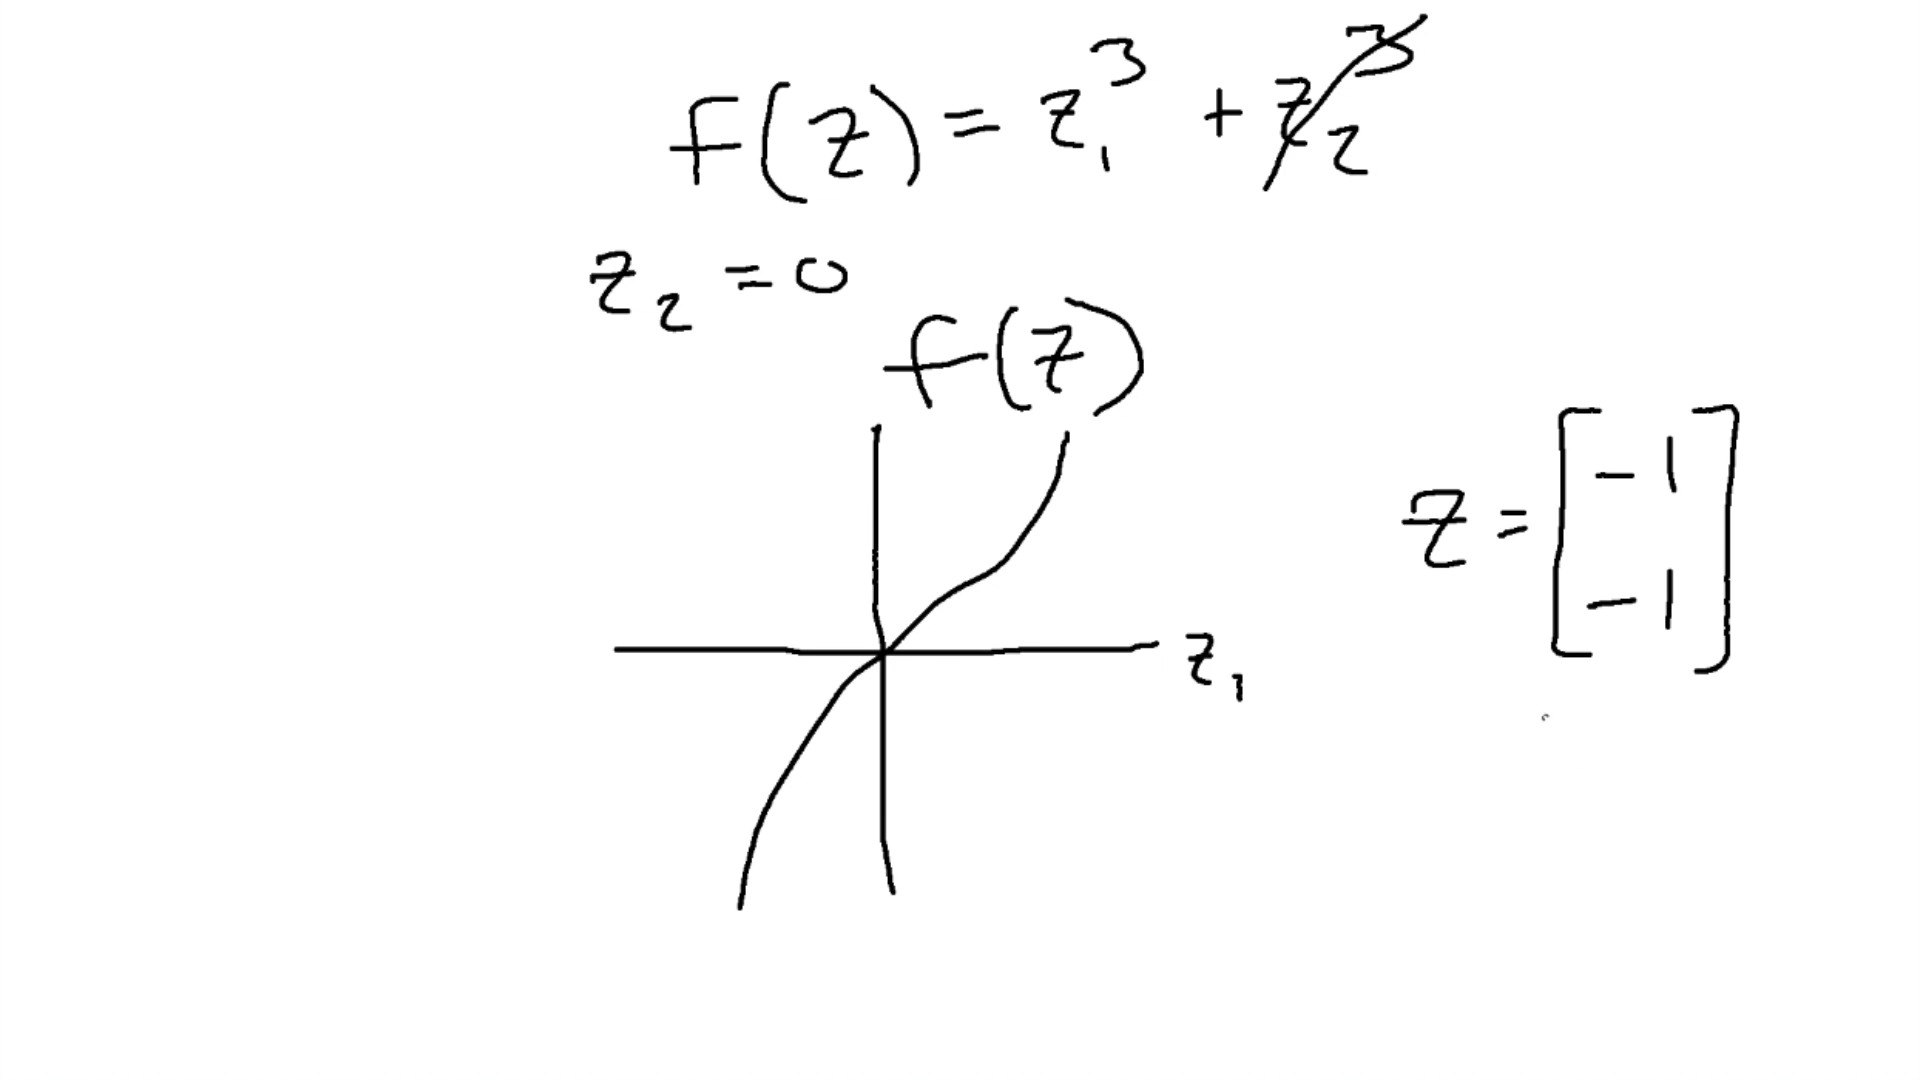 f(z) = z₁³ + z₂³
z₂ = 0
f(z)
z = [-1
-1]
z₁